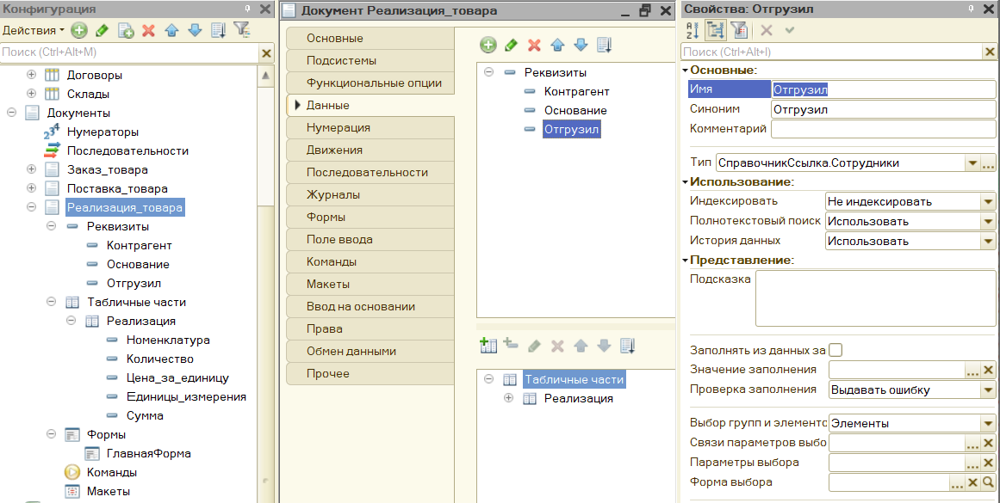 Конфигурация
Действия
Поиск (Ctrl+Alt+M)
Договоры
Склады
Документы
Нумераторы
Последовательности
Заказ_товара
Поставка_товара
Реализация_товара
Реквизиты
Контрагент
Основание
Отгрузил
Табличные части
Реализация
Номенклатура
Количество
Цена_за_единицу
Единицы_измерения
Сумма
Формы
ГлавнаяФорма
Команды
Макеты
Документ Реализация_товара
Основные
Подсистемы
Функциональные опции
Данные
Нумерация
Движения
Последовательности
Журналы
Формы
Поле ввода
Команды
Макеты
Ввод на основании
Права
Обмен данными
Прочее
Реквизиты
Контрагент
Основание
Отгрузил
Табличные части
Реализация
Свойства: Отгрузил
Поиск (Ctrl+Alt+I)
Основные:
Имя Отгрузил
Синоним Отгрузил
Комментарий
Тип СправочникСсылка.Сотрудники ...
Использование:
Индексировать Не индексировать
Полнотекстовый поиск Использовать
История данных Использовать
Представление:
Подсказка
Заполнять из данных за
Значение заполнения ...
Проверка заполнения Выдавать ошибку
Выбор групп и элементо Элементы
Связи параметров выбо ...
Параметры выбора ...
Форма выбора ...